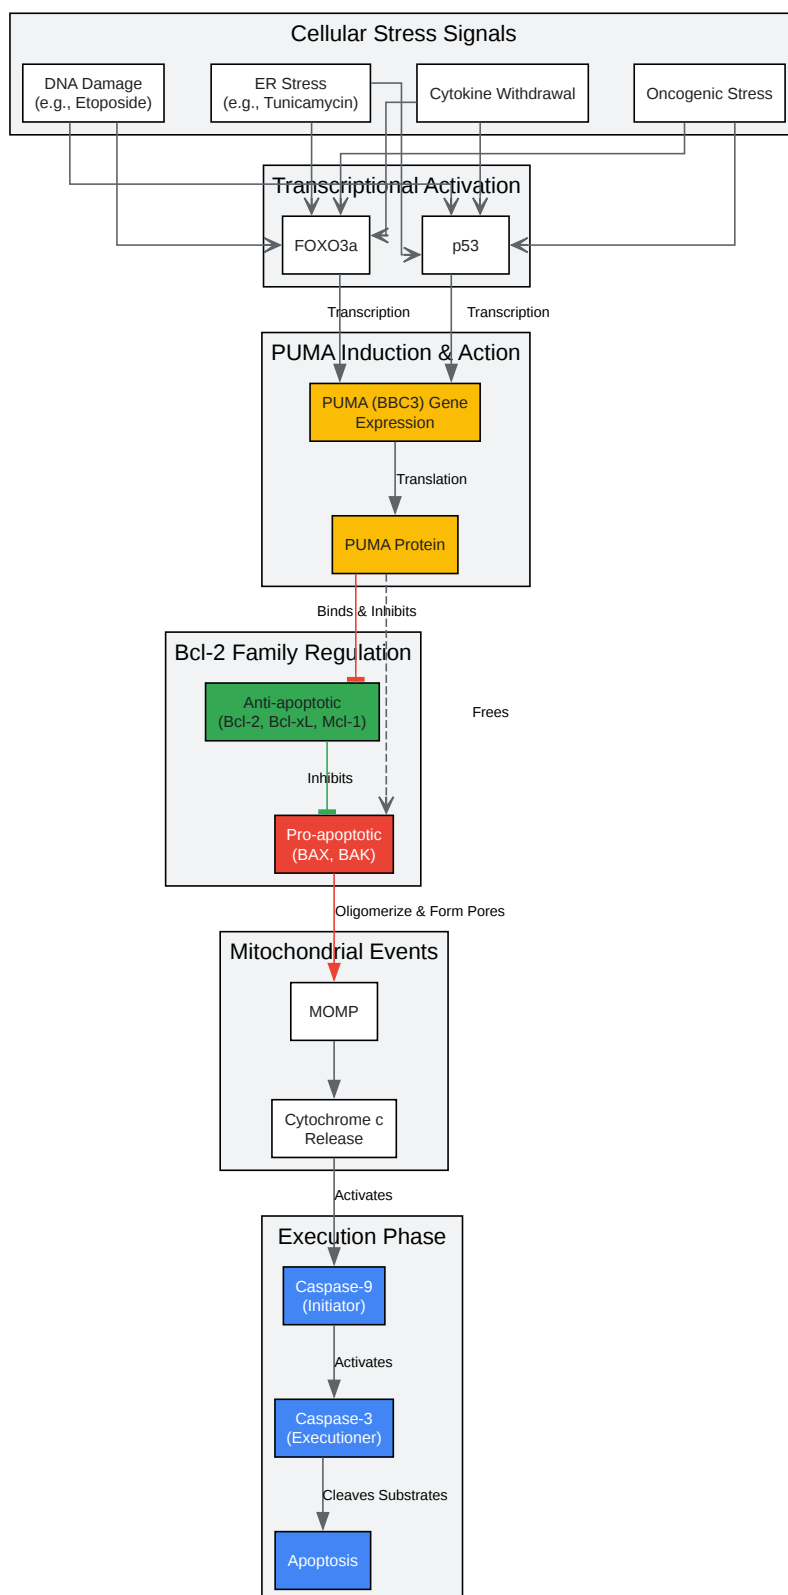 Cellular Stress Signals
DNA Damage
(e.g., Etoposide)
ER Stress
(e.g., Tunicamycin)
Cytokine Withdrawal
Oncogenic Stress
Transcriptional Activation
FOXO3a
p53
Transcription
Transcription
PUMA Induction & Action
PUMA (BBC3) Gene
Expression
Translation
PUMA Protein
Binds & Inhibits
Bcl-2 Family Regulation
Anti-apoptotic
(Bcl-2, Bcl-xL, Mcl-1)
Frees
Inhibits
Pro-apoptotic
(BAX, BAK)
Oligomerize & Form Pores
Mitochondrial Events
MOMP
Cytochrome c
Release
Activates
Execution Phase
Caspase-9
(Initiator)
Activates
Caspase-3
(Executioner)
Cleaves Substrates
Apoptosis